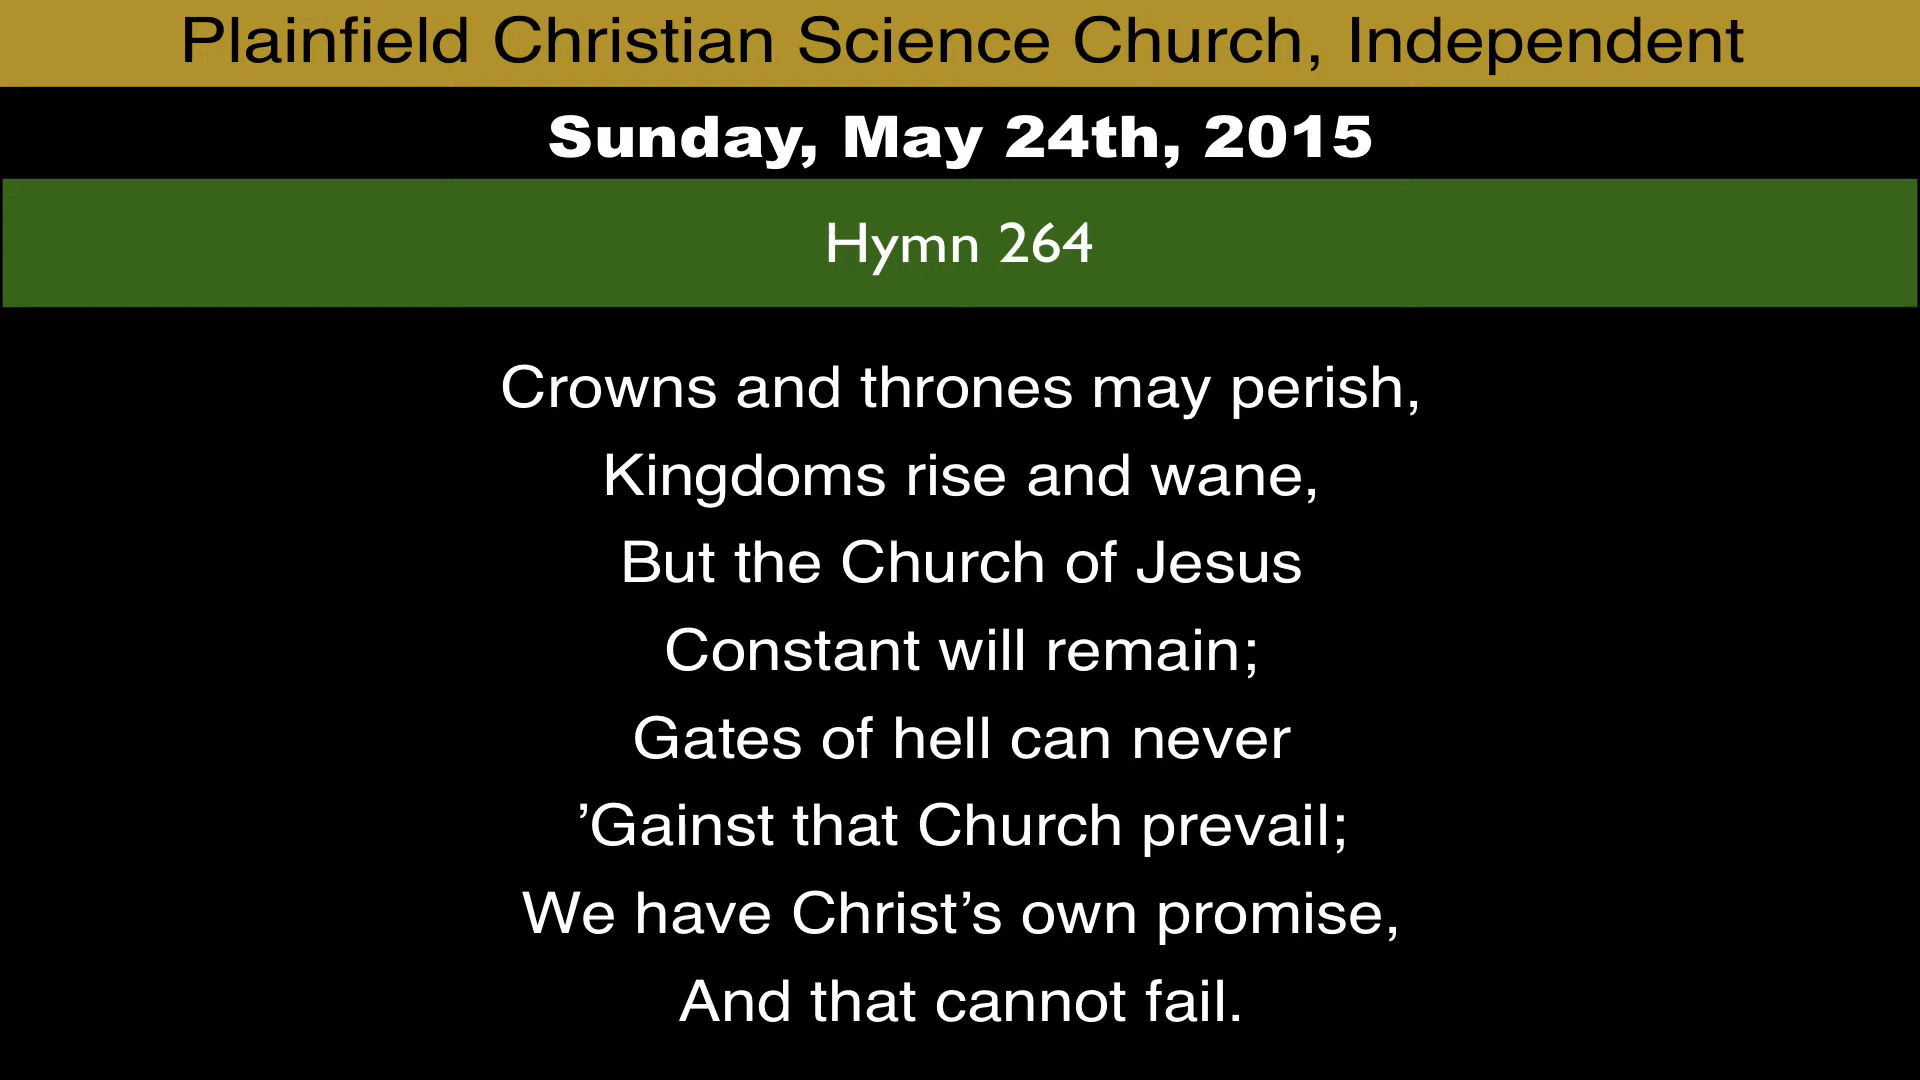 Plainfield Christian Science Church, Independent
Sunday, May 24th, 2015
Hymn 264
Crowns and thrones may perish,
Kingdoms rise and wane,
But the Church of Jesus
Constant will remain;
Gates of hell can never
’Gainst that Church prevail;
We have Christ’s own promise,
And that cannot fail.